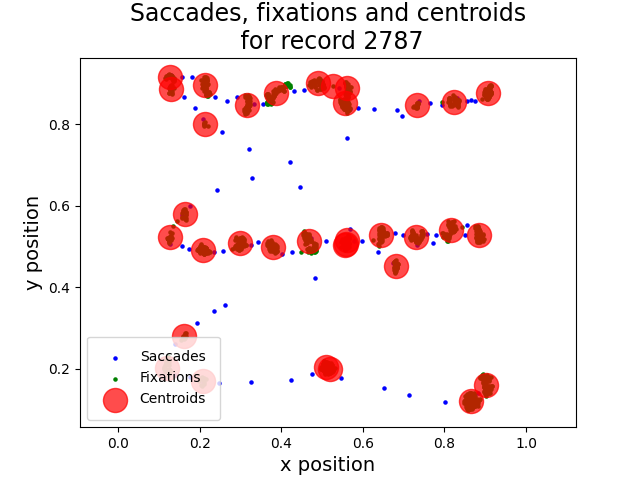 Saccades, fixations and centroids
for record 2787
y position
0.8
0.6
0.4
0.2
Saccades
Fixations
Centroids
0.0 0.2 0.4 0.6 0.8 1.0
x position